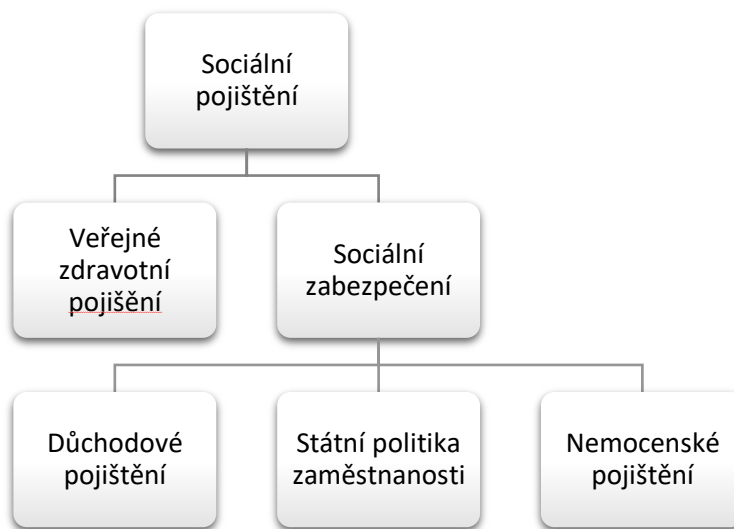 Sociální
pojištění
Veřejné
zdravotní
pojišění
Sociální
zabezpečení
Důchodové
pojištění
Státní politika
zaměstnanosti
Nemocenské
pojištění